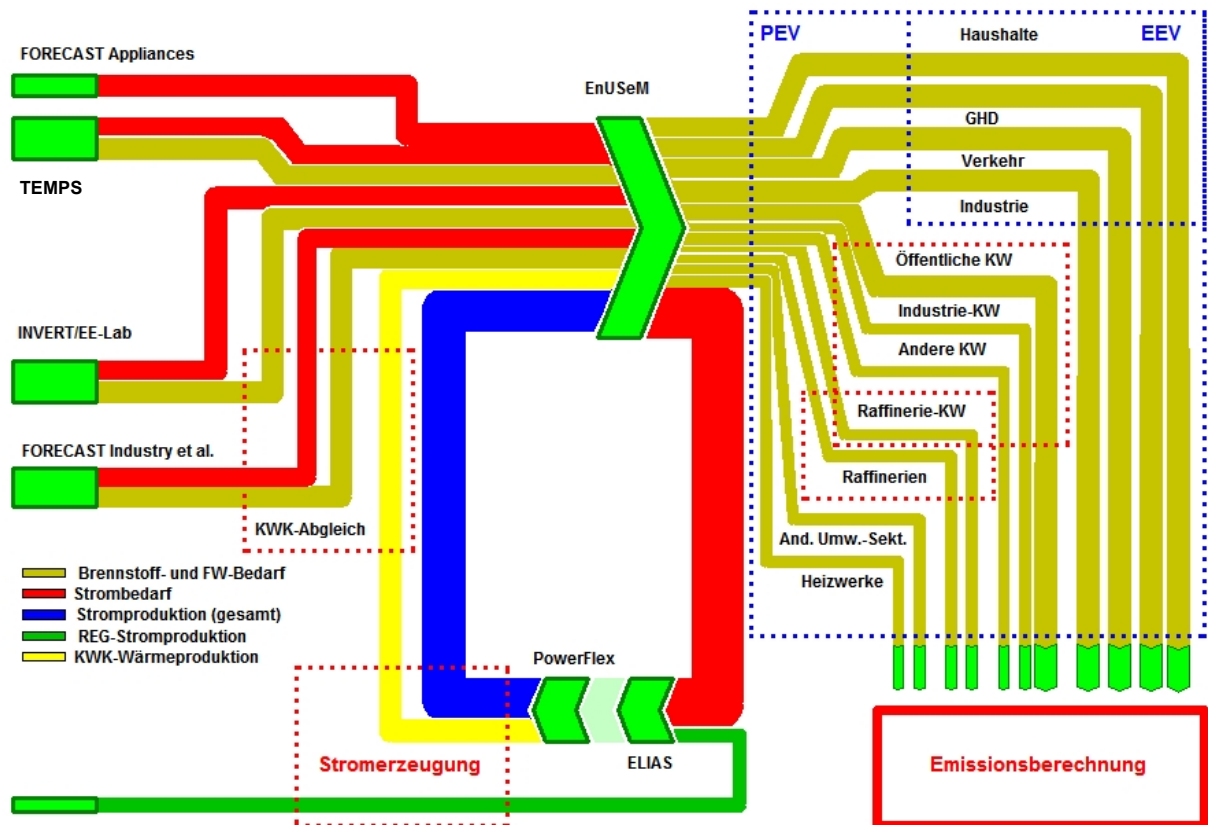 PEV
EEV
Haushalte
FORECAST Appliances
EnUSeM
GHD
Verkehr
TEMPS
Industrie
Öffentliche KW
Industrie-KW
INVERT/EE-Lab
Andere KW
Raffinerie-KW
FORECAST Industry et al.
Raffinerien
KWK-Abgleich
And. Umw.-Sekt.
Heizwerke
Brennstoff- und FW-Bedarf
Strombedarf
Stromproduktion (gesamt)
REG-Stromproduktion
KWK-Wärmeproduktion
PowerFlex
Stromerzeugung
ELIAS
Emissionsberechnung